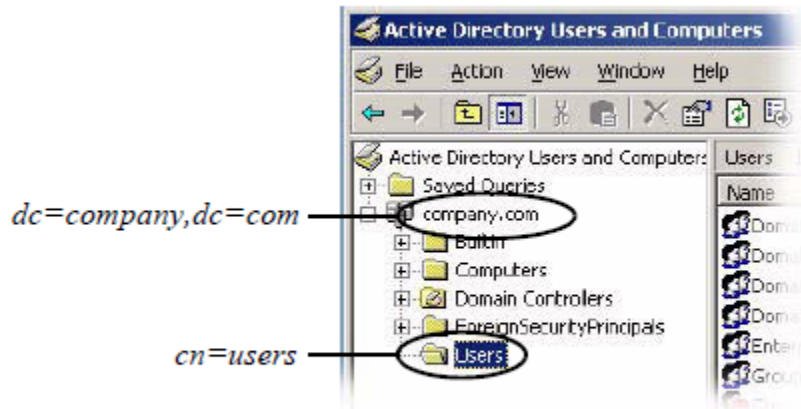 Active Directory Users and Computers
File Action View Window Help
Active Directory Users and Computers Users
Saved Queries Name
dc=company,dc=com company.com
Builtin
Computers
Domain Controllers
ForeignSecurityPrincipals
cn=users Users